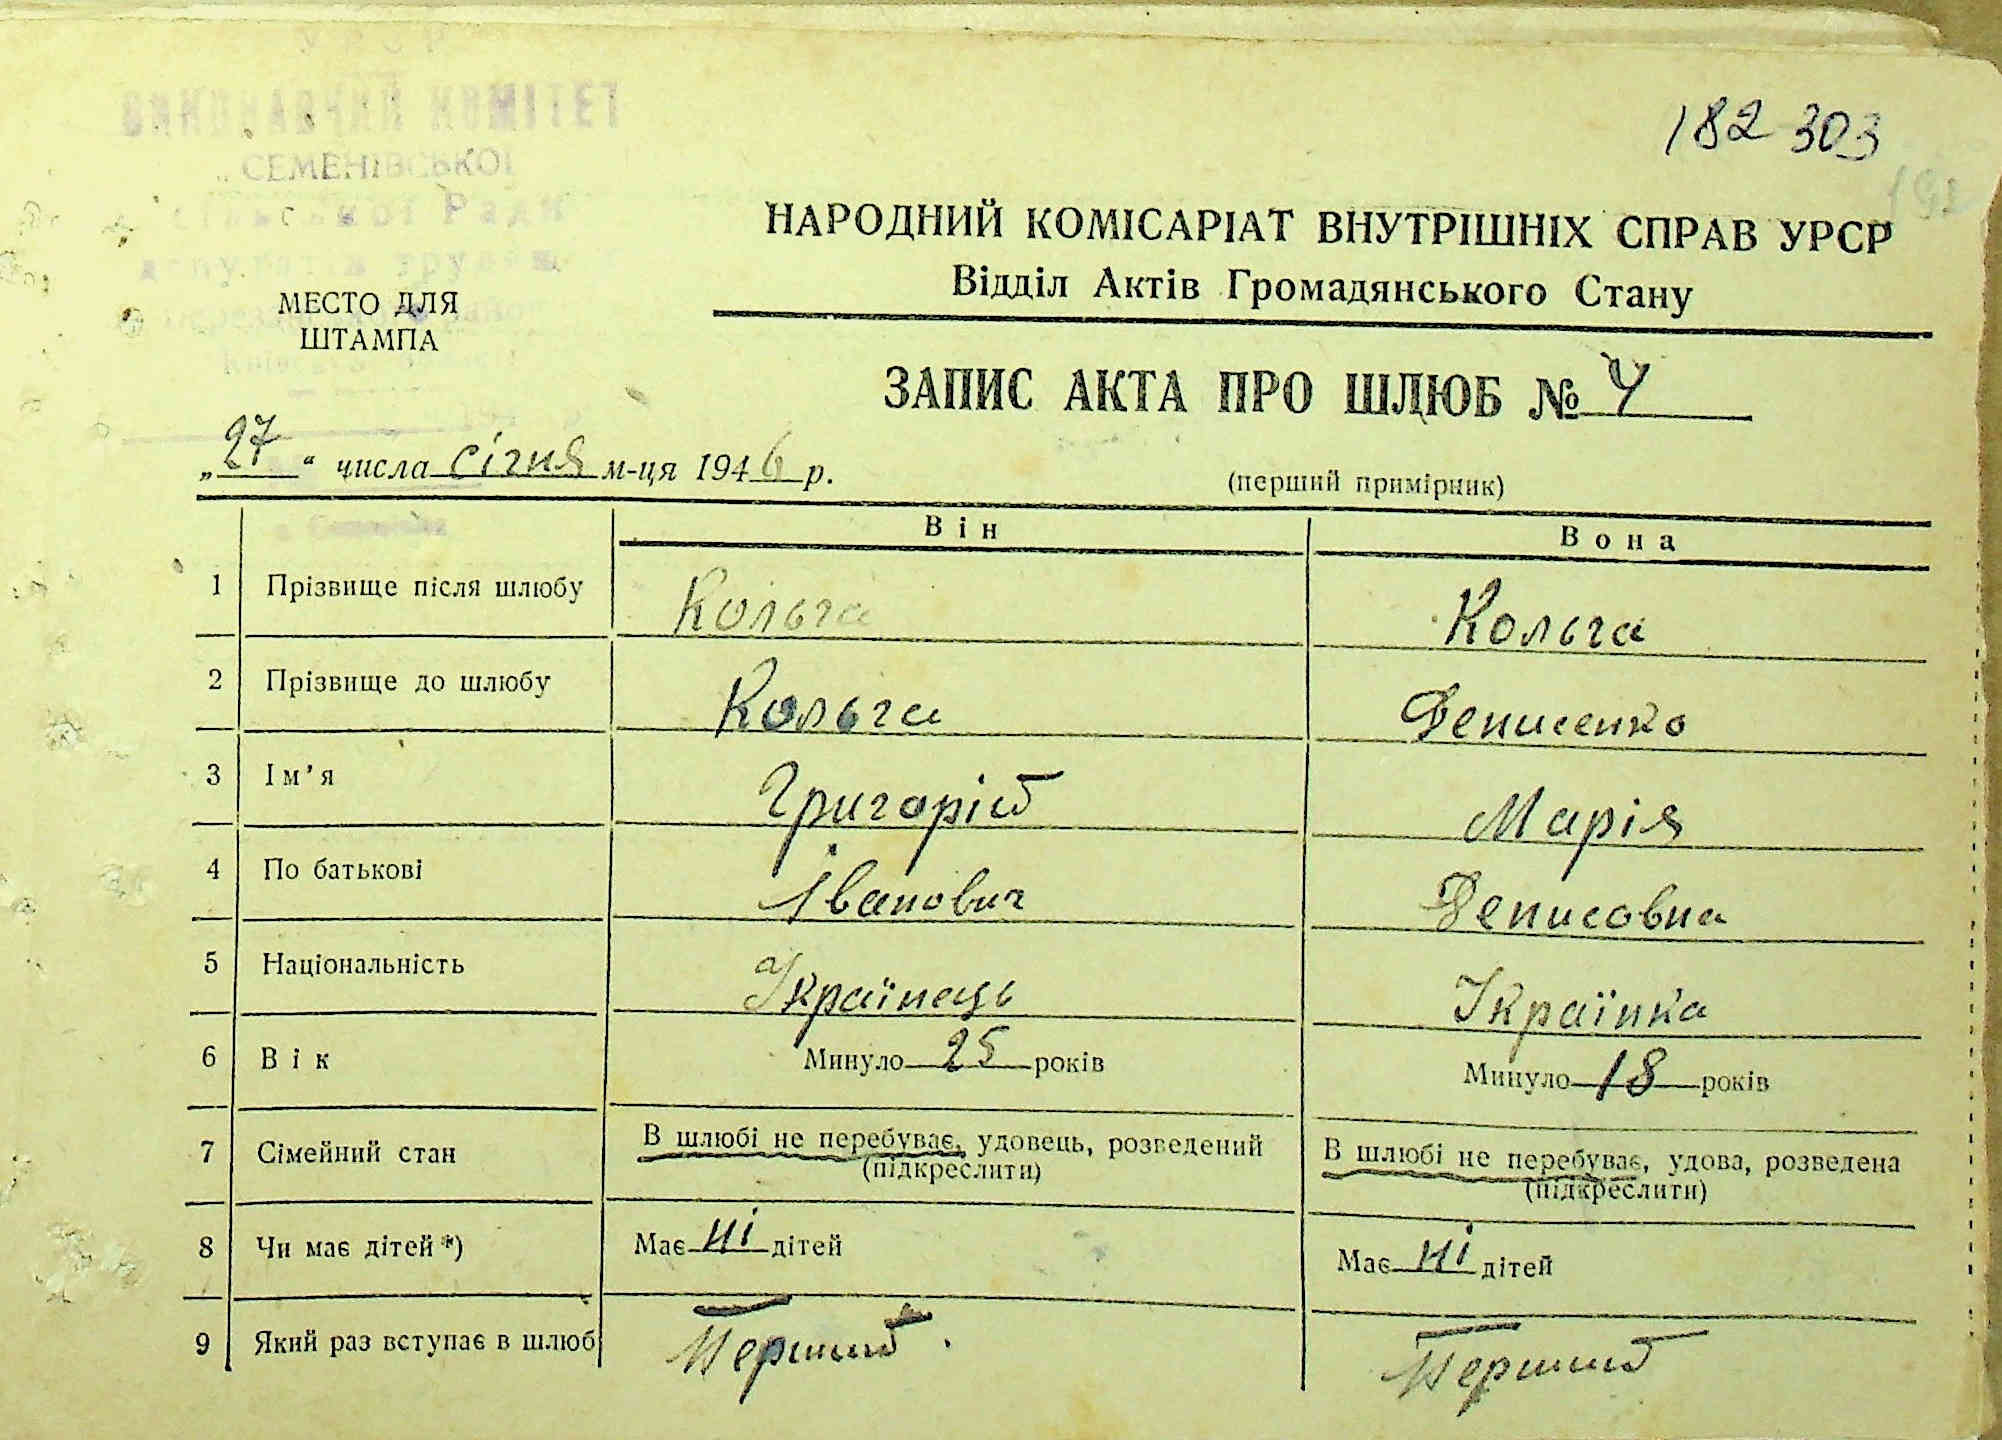 УРСР
ВИКОНАВЧИЙ КОМІТЕТ
СЕМЕНІВСЬКОЇ
сільської Ради
депутатів трудящ
182 303
НАРОДНИЙ КОМІСАРІАТ ВНУТРІШНІХ СПРАВ УРСР
Відділ Актів Громадянського Стану
МЕСТО ДЛЯ
ШТАМПА
ЗАПИС АКТА ПРО ШЛЮБ № 4
„27“ числа січня м-ця 1946 р.
(перший примірник)
Він Вона
1 Прізвище після шлюбу Кольга Кольга
2 Прізвище до шлюбу Кольга Денисенко
3 Ім’я Григорій Марія
4 По батькові Іванович Денисовна
5 Національність Українець Українка
6 Вік Минуло 25 років Минуло 18 років
7 Сімейний стан В шлюбі не перебуває, удовець, розведений В шлюбі не перебуває, удова, розведена
(підкреслити) (підкреслити)
8 Чи має дітей*) Має ні дітей Має ні дітей
9 Який раз вступає в шлюб Перший. Перший